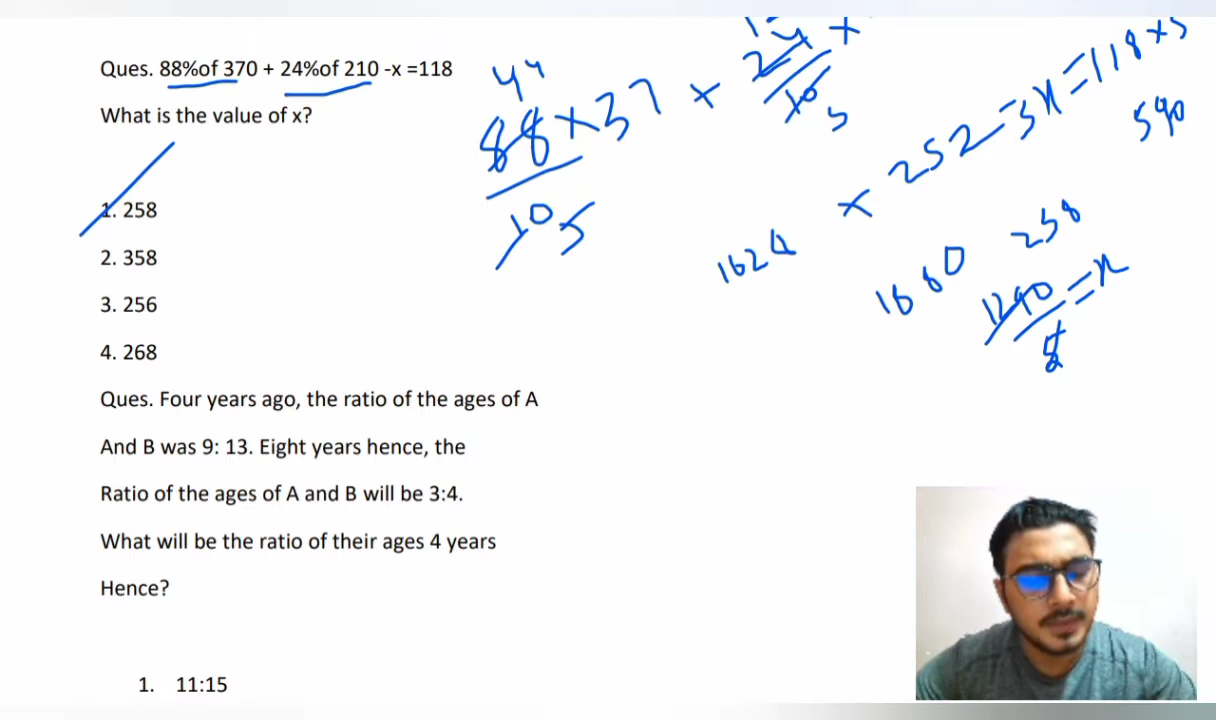 Ques. 88%of 370 + 24%of 210 -x =118
What is the value of x?
1. 258
2. 358
3. 256
4. 268
Ques. Four years ago, the ratio of the ages of A
And B was 9: 13. Eight years hence, the
Ratio of the ages of A and B will be 3:4.
What will be the ratio of their ages 4 years
Hence?
1. 11:15
44
88×37 +
10 5
24 ×
10 5
1624 + 252-5x=118×5
590
1880 258
1290 = x
5